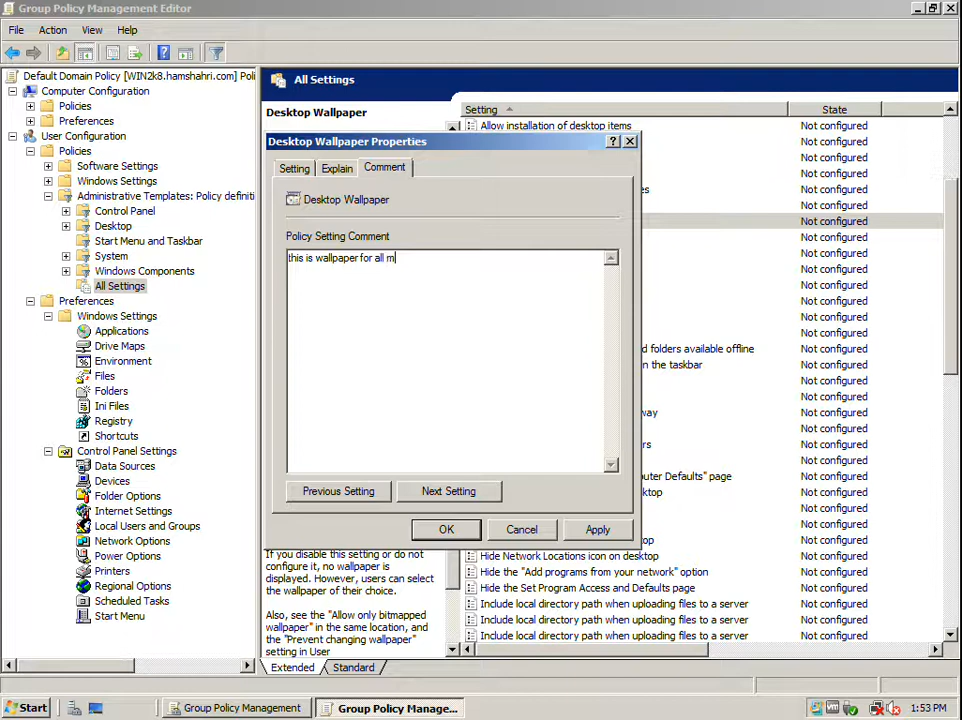 Group Policy Management Editor
File Action View Help
Default Domain Policy [WIN2k8.hamshahri.com] Poli
Computer Configuration
Policies
Preferences
User Configuration
Policies
Software Settings
Windows Settings
Administrative Templates: Policy definiti
Control Panel
Desktop
Start Menu and Taskbar
System
Windows Components
All Settings
Preferences
Windows Settings
Applications
Drive Maps
Environment
Files
Folders
Ini Files
Registry
Shortcuts
Control Panel Settings
Data Sources
Devices
Folder Options
Internet Settings
Local Users and Groups
Network Options
Power Options
Printers
Regional Options
Scheduled Tasks
Start Menu
All Settings
Desktop Wallpaper
Setting State
Allow installation of desktop items Not configured
Not configured
Not configured
Not configured
Not configured
Not configured
Not configured
Not configured
Not configured
Not configured
Not configured
Not configured
Not configured
Not configured
d folders available offline Not configured
n the taskbar Not configured
Not configured
Not configured
way Not configured
Not configured
rs Not configured
Not configured
puter Defaults" page Not configured
ktop Not configured
Not configured
Not configured
Not configured
Hide Network Locations icon on desktop Not configured
Hide the "Add programs from your network" option Not configured
Hide the Set Program Access and Defaults page Not configured
Include local directory path when uploading files to a server Not configured
Include local directory path when uploading files to a server Not configured
Include local directory path when uploading files to a server Not configured
Desktop Wallpaper Properties
Setting Explain Comment
Desktop Wallpaper
Policy Setting Comment
this is wallpaper for all m
Previous Setting Next Setting
OK Cancel Apply
If you disable this setting or do not
configure it, no wallpaper is
displayed. However, users can select
the wallpaper of their choice.
Also, see the "Allow only bitmapped
wallpaper" in the same location, and
the "Prevent changing wallpaper"
setting in User
Extended Standard
Start Group Policy Management Group Policy Manage... 1:53 PM